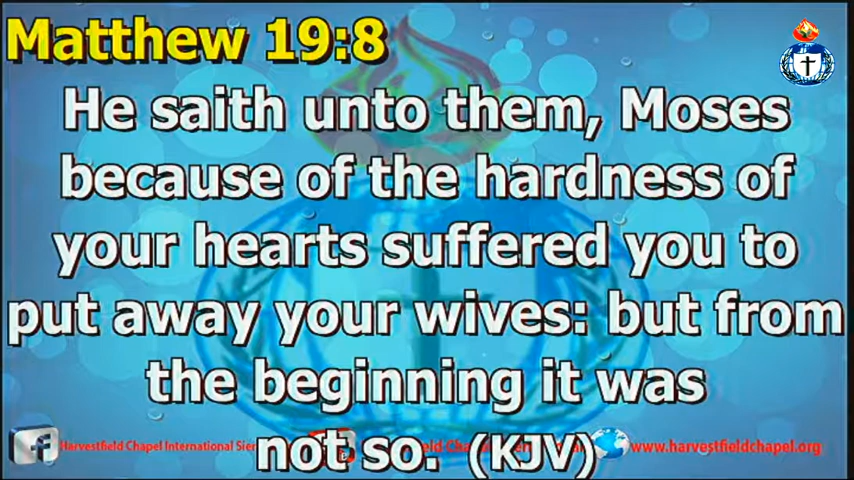 Matthew 19:8
He saith unto them, Moses
because of the hardness of
your hearts suffered you to
put away your wives: but from
the beginning it was
not so. (KJV)
Harvestfield Chapel International
www.harvestfieldchapel.org